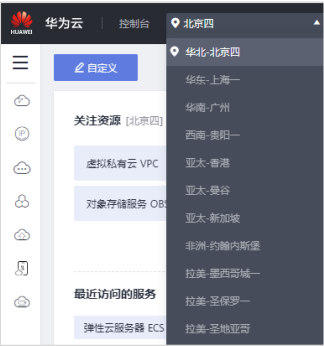 HUAWEI
华为云
控制台
北京四
华北-北京四
自定义
华东-上海一
华南-广州
关注资源 [北京四]
西南-贵阳一
虚拟私有云 VPC
亚太-香港
亚太-曼谷
对象存储服务 OBS
亚太-新加坡
非洲-约翰内斯堡
拉美-墨西哥城一
最近访问的服务
拉美-圣保罗一
弹性云服务器 ECS
拉美-圣地亚哥